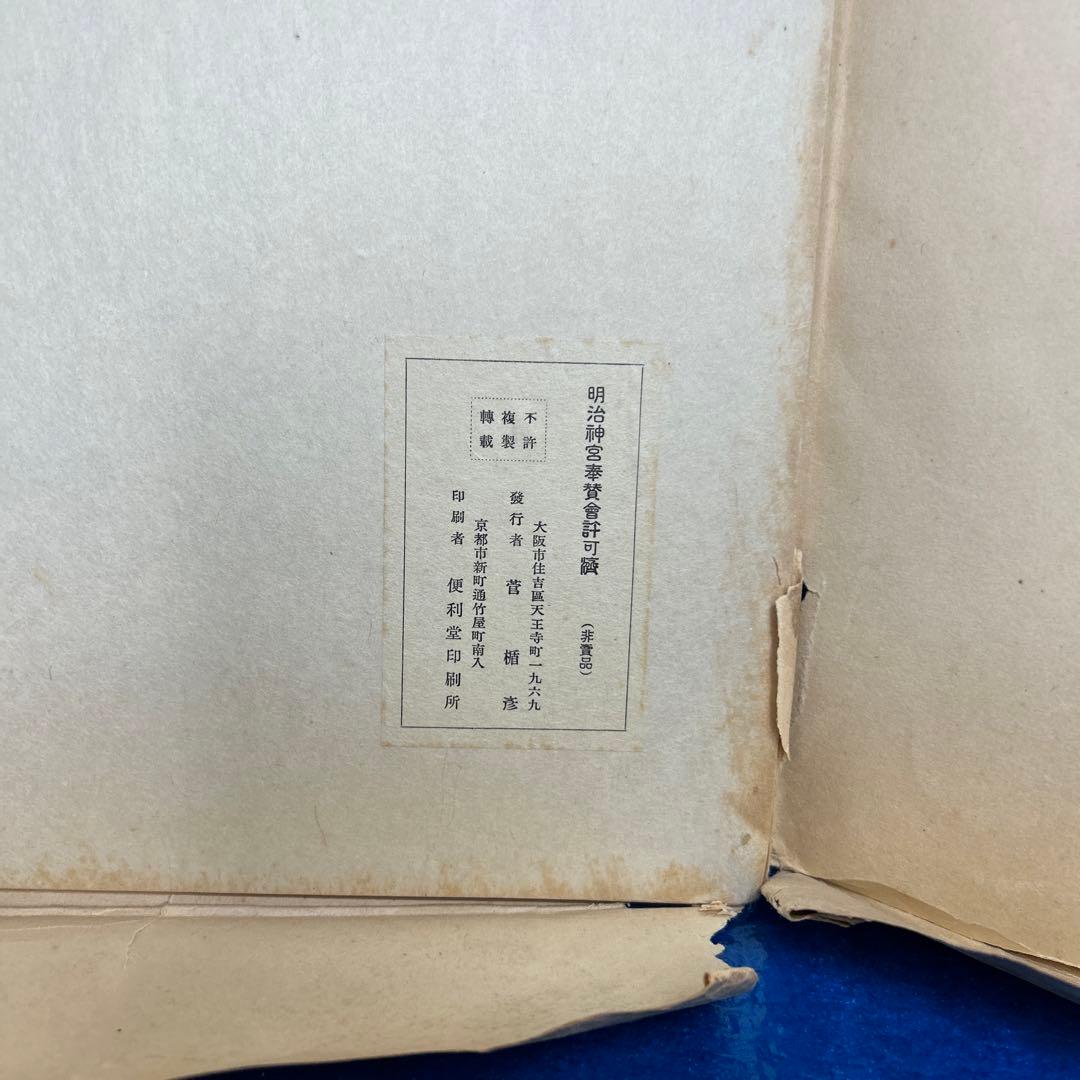 明治神宮奉賛會許可濟
(非賣品)
不許
複製
轉載
大阪市住吉區天王寺町一九六九
發行者 菅楯彦
京都市新町通竹屋町南入
印刷者 便利堂印刷所